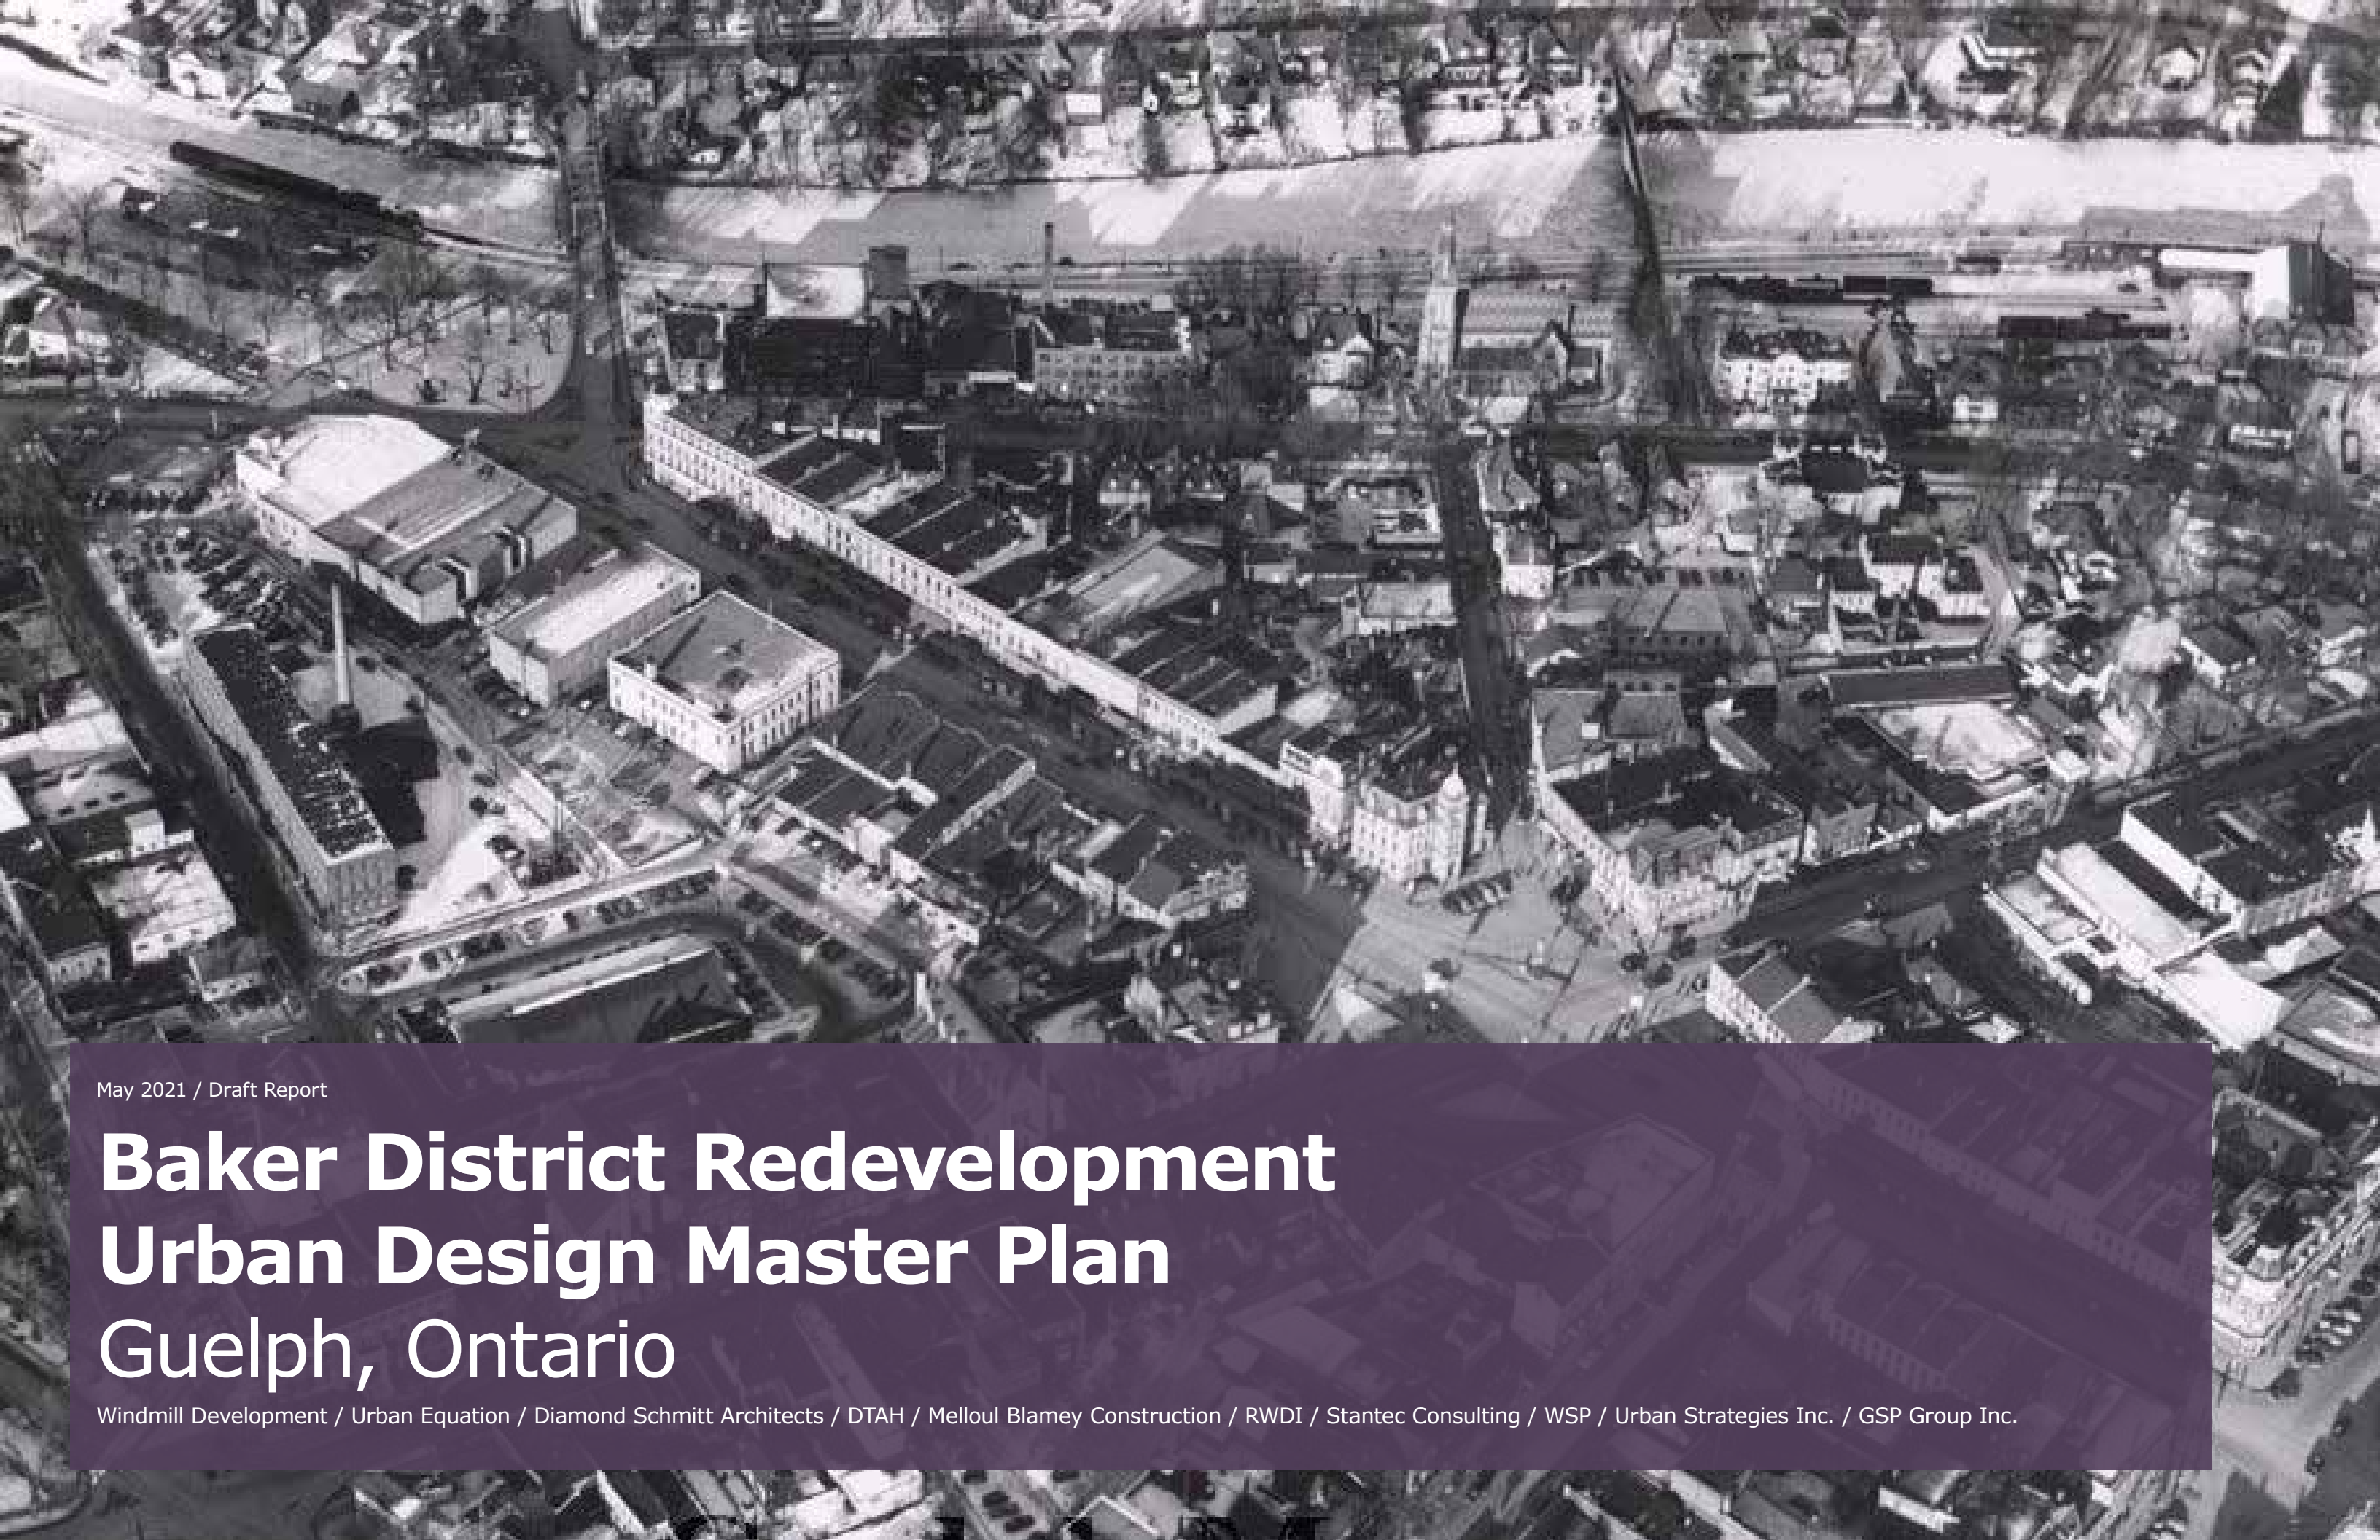 May 2021 / Draft Report
Baker District Redevelopment
Urban Design Master Plan
Guelph, Ontario
Windmill Development / Urban Equation / Diamond Schmitt Architects / DTAH / Melloul Blamey Construction / RWDI / Stantec Consulting / WSP / Urban Strategies Inc. / GSP Group Inc.